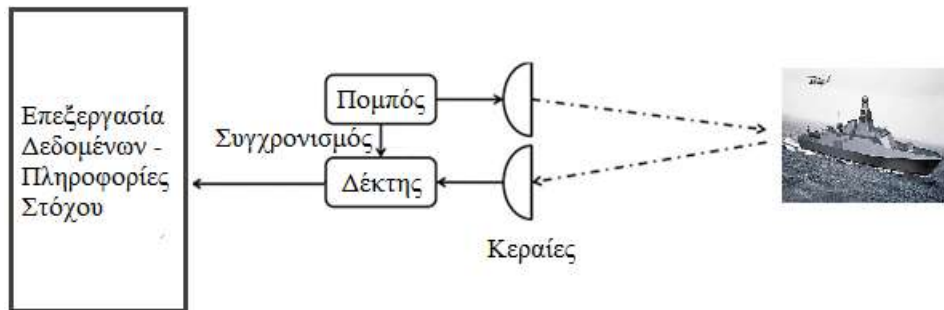 Επεξεργασία
Δεδομένων -
Πληροφορίες
Στόχου
Πομπός
Συγχρονισμός
Δέκτης
Κεραίες